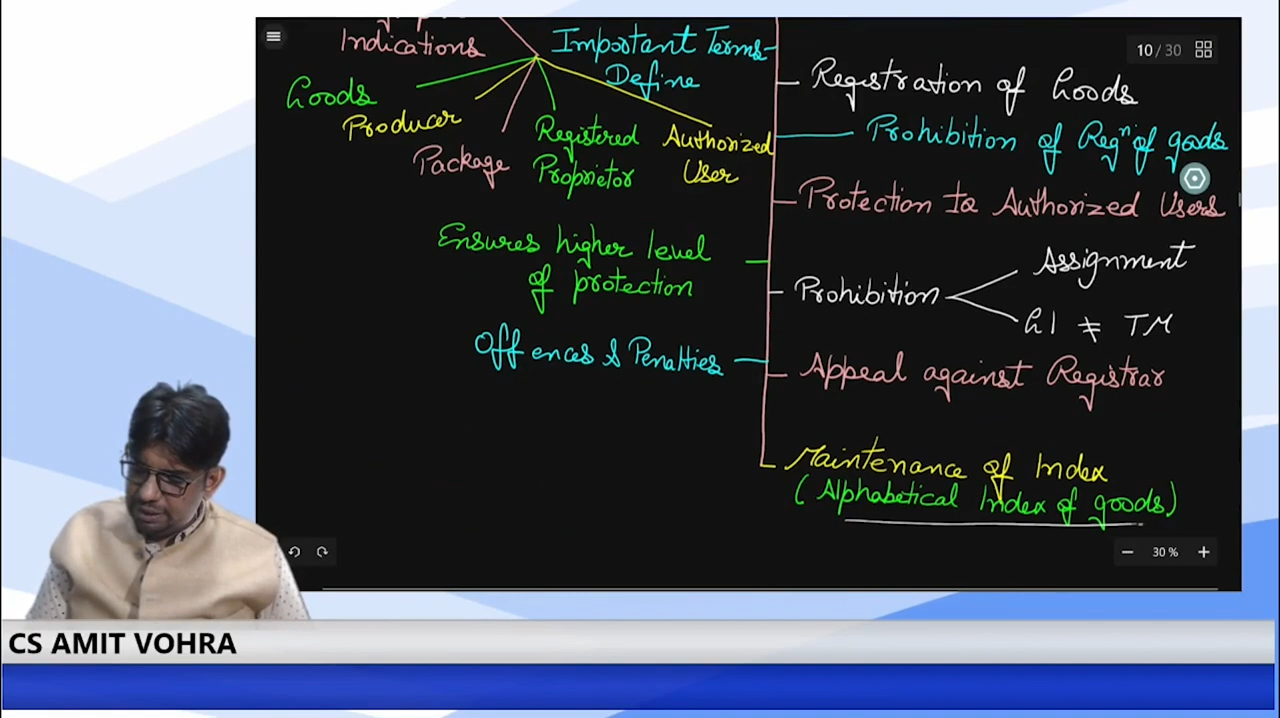 Indications
Important Terms
Define
Goods
Producer
Package
Registered
Proprietor
Authorized
User
Ensures higher level
of protection
Offences & Penalties
10 / 30
Registration of Goods
Prohibition of Regⁿ of goods
Protection to Authorized Users
Prohibition
Assignment
GI ≠ TM
Appeal against Registrar
Maintenance of Index
(Alphabetical Index of goods)
30 %
CS AMIT VOHRA